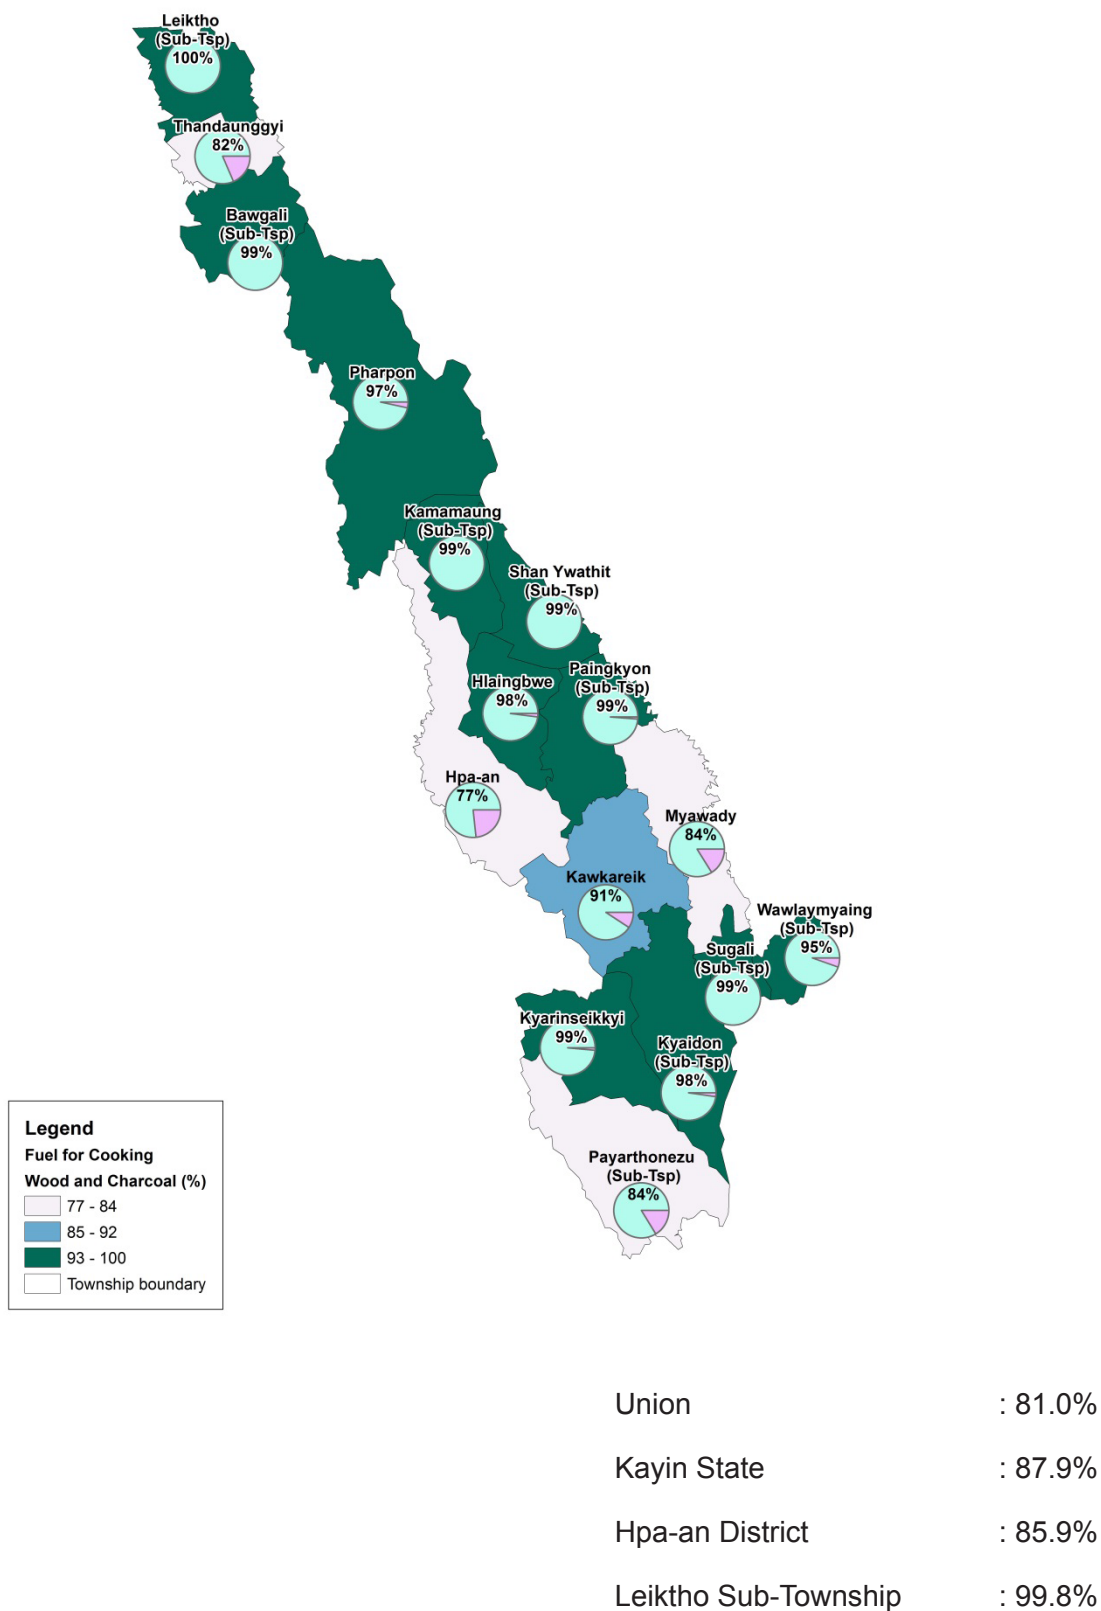 Leiktho
(Sub-Tsp)
100%
Thandaunggyi
82%
Bawgali
(Sub-Tsp)
99%
Pharpon
97%
Kamamaung
(Sub-Tsp)
99%
Shan Ywathit
(Sub-Tsp)
99%
Hlaingbwe
98%
Paingkyon
(Sub-Tsp)
99%
Hpa-an
77%
Myawady
84%
Kawkareik
91%
Wawlaymyaing
(Sub-Tsp)
95%
Sugali
(Sub-Tsp)
99%
Kyarinseikkyi
99%
Kyaidon
(Sub-Tsp)
98%
Payarthonezu
(Sub-Tsp)
84%
Legend
Fuel for Cooking
Wood and Charcoal (%)
77 - 84
85 - 92
93 - 100
Township boundary
Union : 81.0%
Kayin State : 87.9%
Hpa-an District : 85.9%
Leiktho Sub-Township : 99.8%